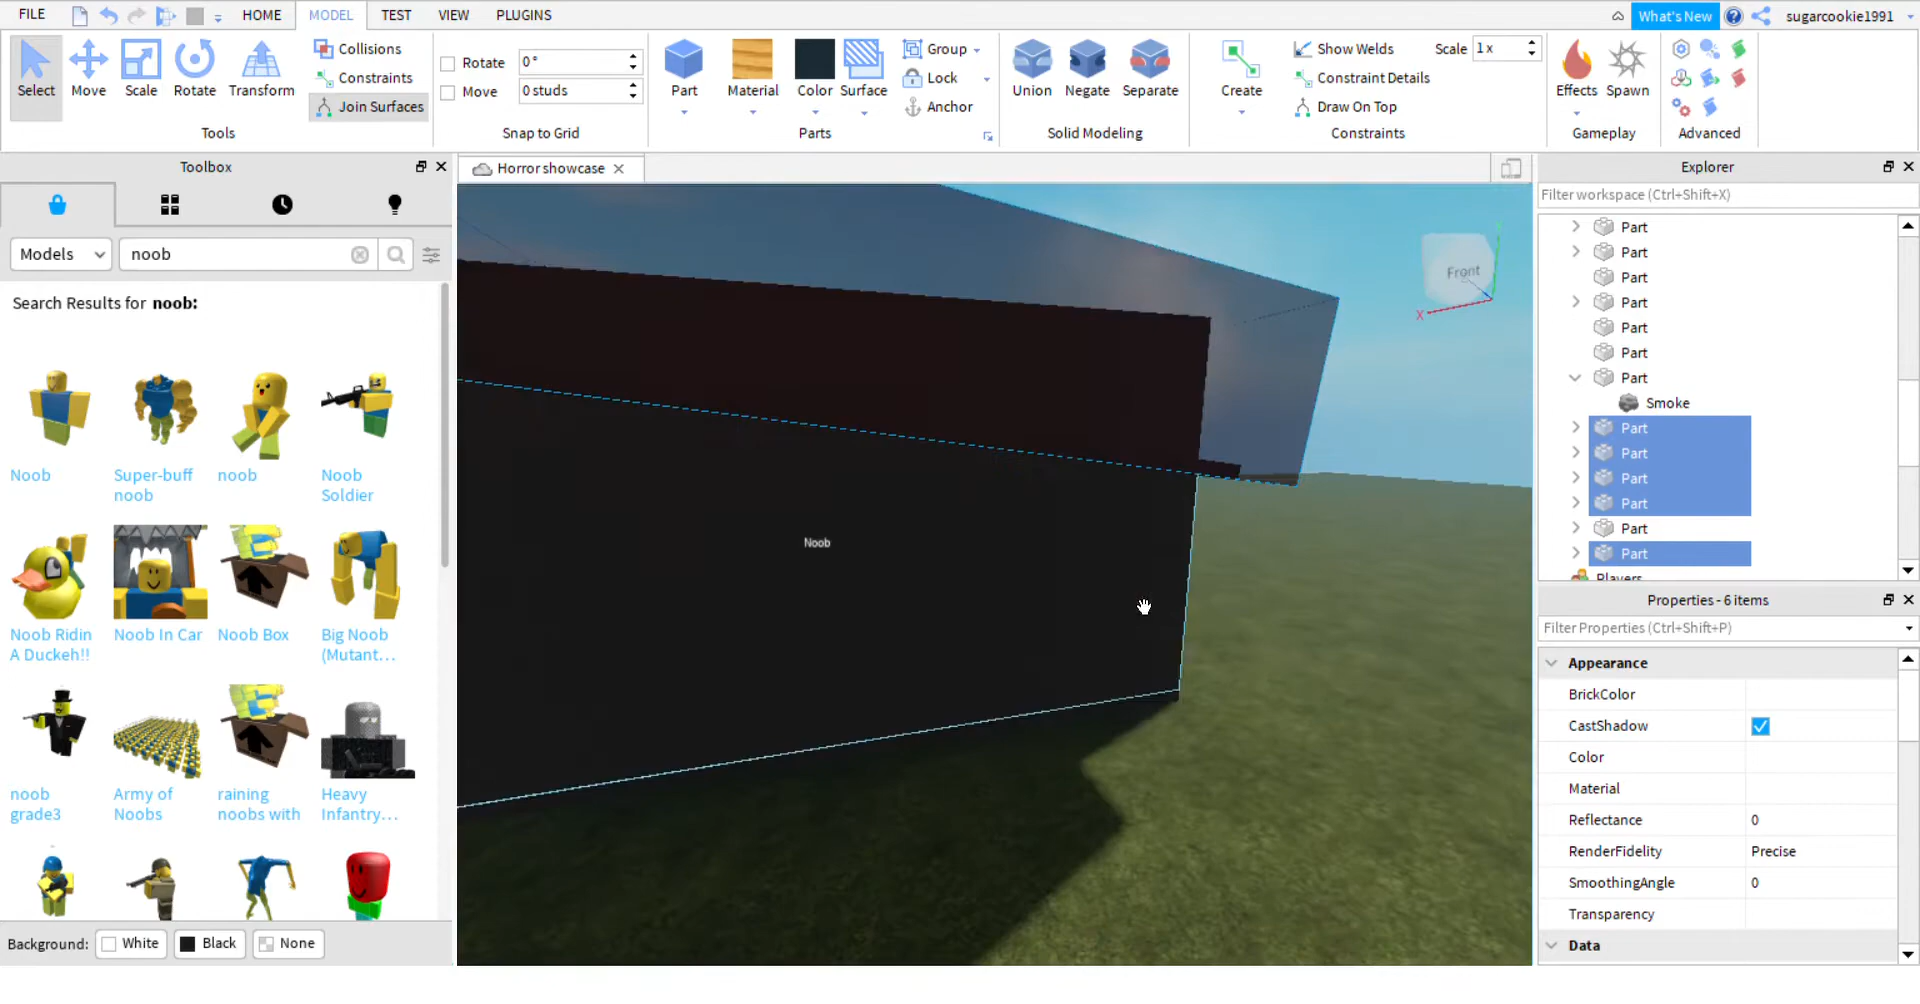 FILE
HOME
MODEL
TEST
VIEW
PLUGINS
What's New
sugarcookie1991
Select
Move
Scale
Rotate
Transform
Collisions
Constraints
Join Surfaces
Tools
Rotate 0 °
Move 0 studs
Snap to Grid
Part
Material
Color
Surface
Group
Lock
Anchor
Parts
Union
Negate
Separate
Solid Modeling
Create
Show Welds
Scale 1 x
Constraint Details
Draw On Top
Constraints
Effects
Spawn
Gameplay
Advanced
Toolbox
Models
noob
Search Results for noob:
Noob
Super-buff
noob
noob
Noob
Soldier
Noob Ridin
A Duckeh!!
Noob In Car
Noob Box
Big Noob
(Mutant...
noob
grade3
Army of
Noobs
raining
noobs with
Heavy
Infantry...
Background:
White
Black
None
Horror showcase
Front
X
Noob
Explorer
Filter workspace (Ctrl+Shift+X)
Part
Part
Part
Part
Part
Part
Part
Smoke
Part
Part
Part
Part
Part
Part
Players
Properties - 6 items
Filter Properties (Ctrl+Shift+P)
Appearance
BrickColor
CastShadow
Color
Material
Reflectance 0
RenderFidelity Precise
SmoothingAngle 0
Transparency
Data